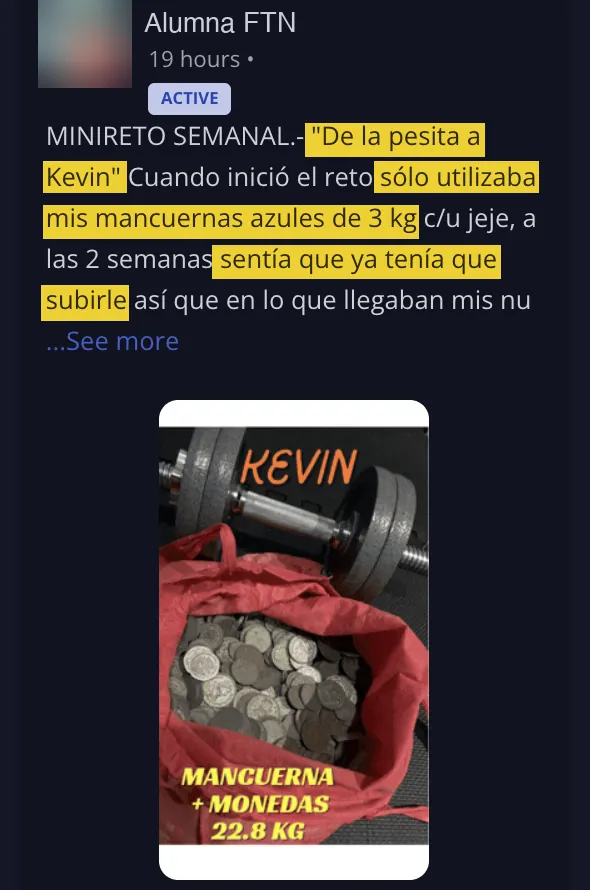 Alumna FTN
19 hours •
ACTIVE
MINIRETO SEMANAL.- "De la pesita a
Kevin" Cuando inició el reto sólo utilizaba
mis mancuernas azules de 3 kg c/u jeje, a
las 2 semanas sentía que ya tenía que
subirle así que en lo que llegaban mis nu
...See more
KEVIN
MANCUERNA
+ MONEDAS
22.8 KG